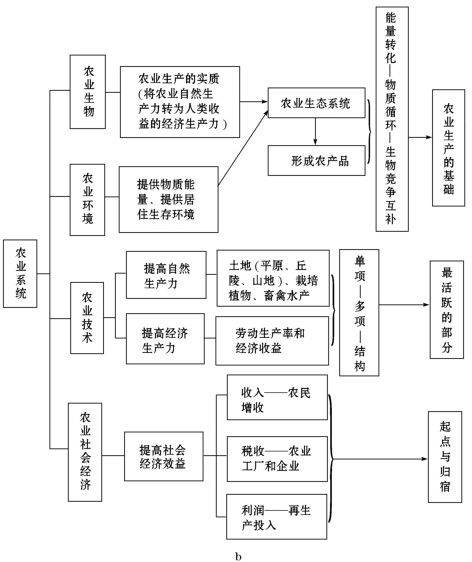 农业系统
农业生物
农业生产的实质
(将农业自然生
产力转为人类收
益的经济生产力)
农业生态系统
形成农产品
能量转化—物质循环—生物竞争互补
农业生产的基础
农业环境
提供物质能
量、提供居
住生存环境
农业技术
提高自然
生产力
土地(平原、丘
陵、山地)、栽培
植物、畜禽水产
提高经济
生产力
劳动生产率和
经济收益
单项—多项—结构
最活跃的部分
农业社会经济
提高社会
经济效益
收入——农民
增收
税收——农业
工厂和企业
利润——再生
产投入
起点与归宿
b